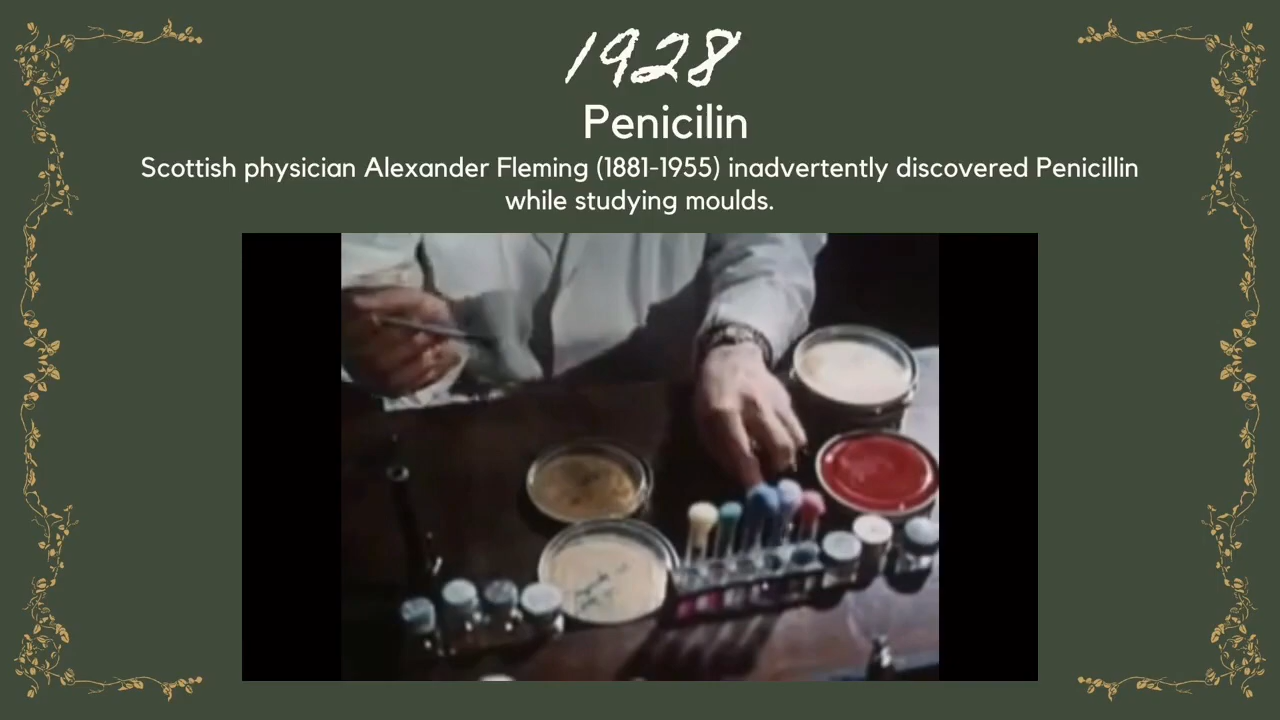 1928
Penicilin
Scottish physician Alexander Fleming (1881-1955) inadvertently discovered Penicillin
while studying moulds.